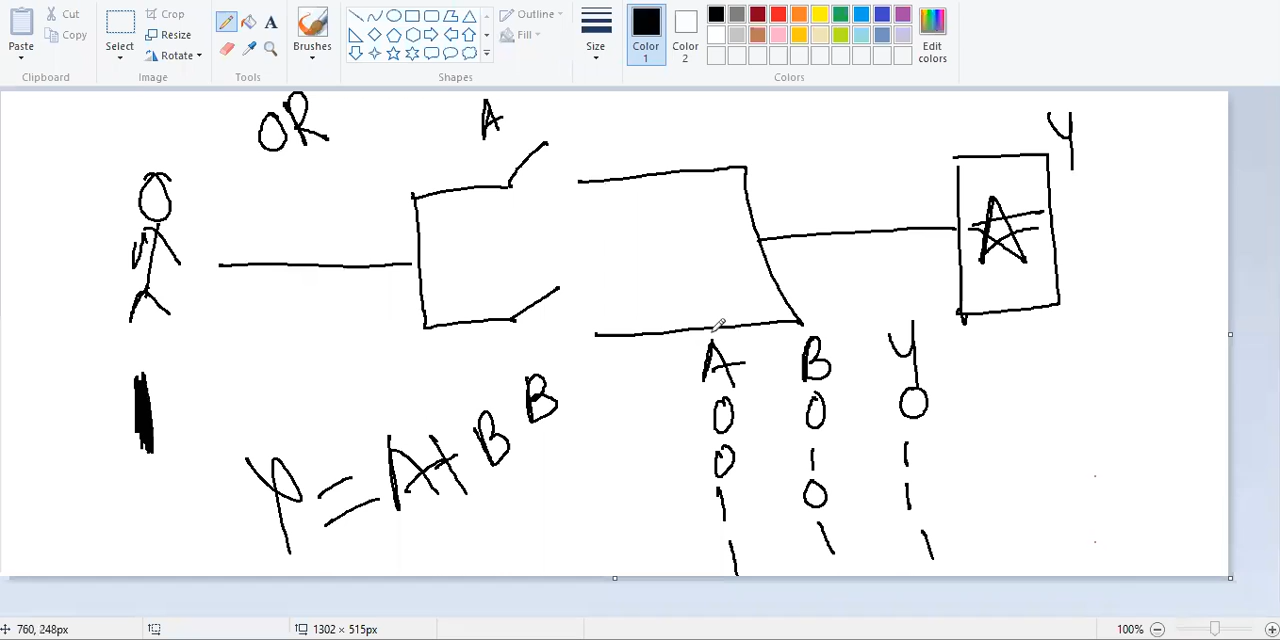 Cut
Copy
Paste
Clipboard
Select
Crop
Resize
Rotate
Image
A
Tools
Brushes
Outline
Fill
Shapes
Size
Color
1
Color
2
Edit
colors
Colors
OR
A
Y
B
Y = A+B
A B Y
0 0 0
0 1 1
1 0 1
1 1 1
760, 248px
1302 × 515px
100%